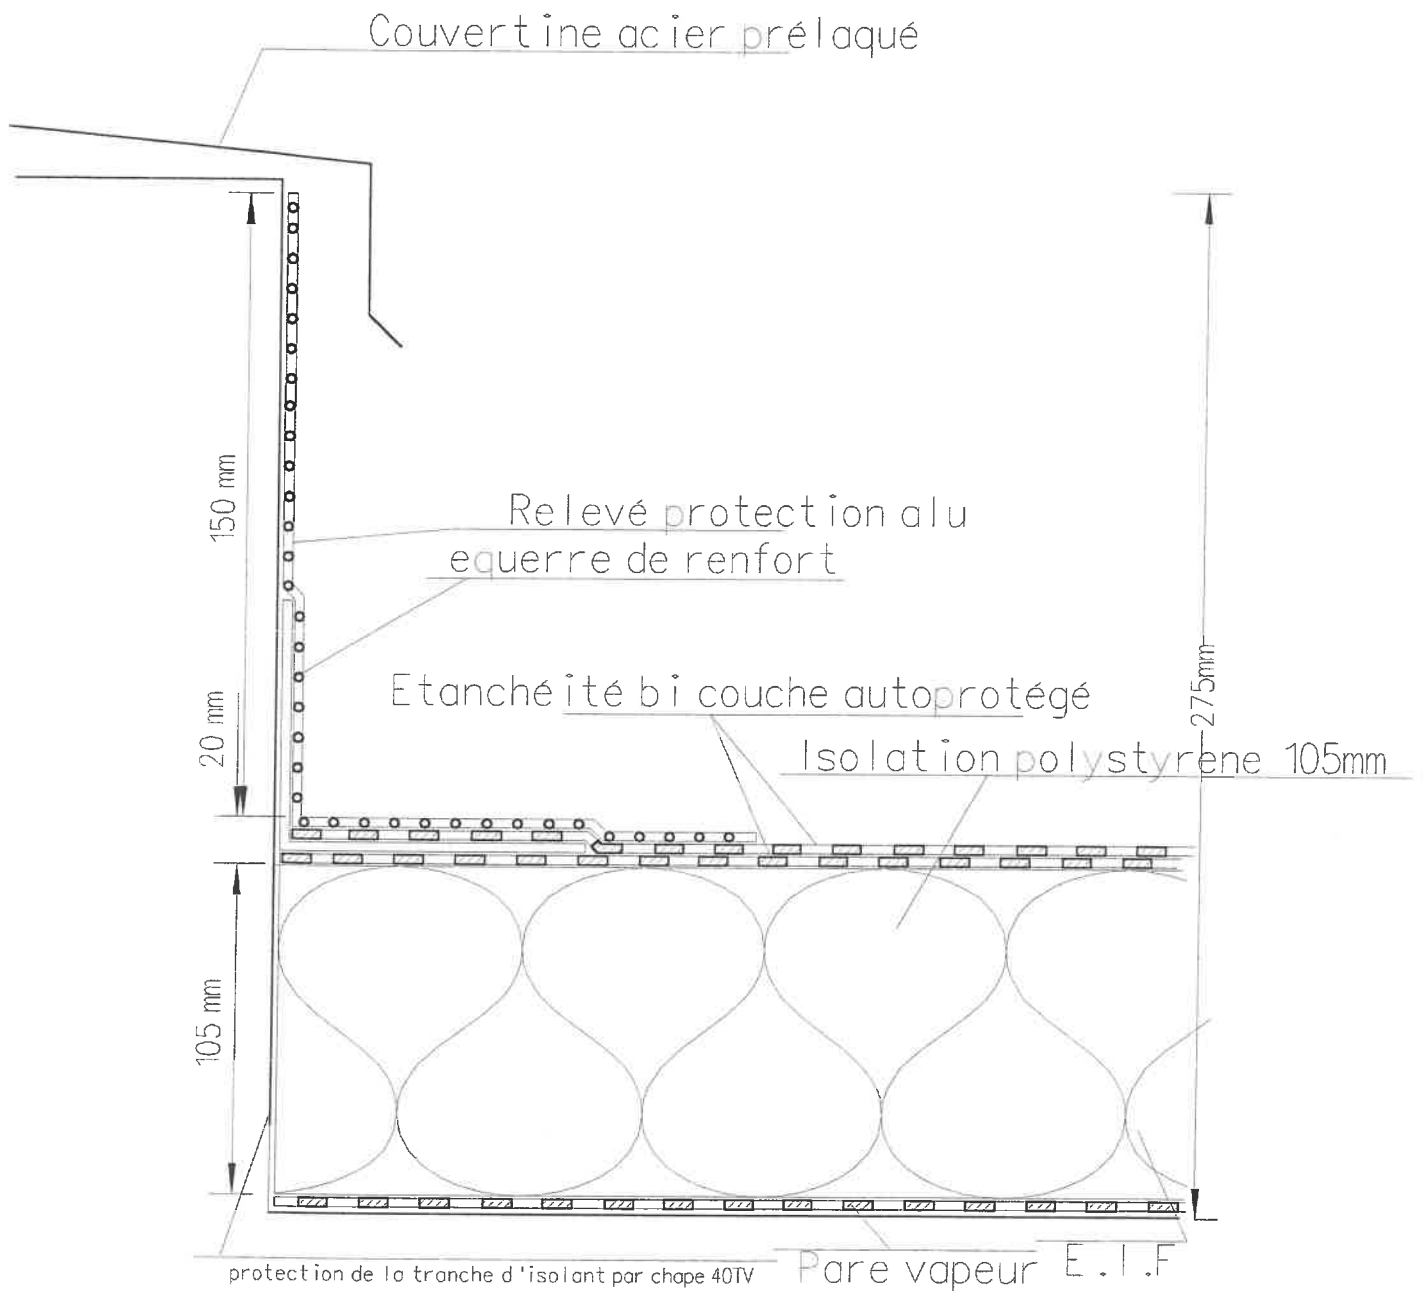 Couvertine acier prélaqué
150 mm
Relevé protection alu
equerre de renfort
275mm
Etanchéité bi couche autoprotégé
20 mm
Isolation polystyrene 105mm
105 mm
protection de la tranche d'isolant par chape 40TV
Pare vapeur
E.I.F